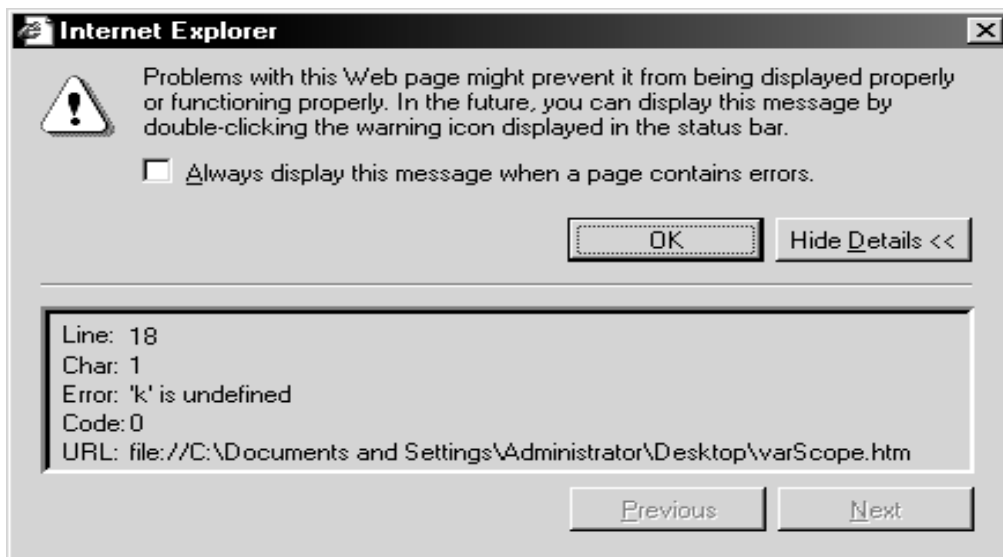 Internet Explorer
Problems with this Web page might prevent it from being displayed properly
or functioning properly. In the future, you can display this message by
double-clicking the warning icon displayed in the status bar.
Always display this message when a page contains errors.
OK
Hide Details <<
Line: 18
Char: 1
Error: 'k' is undefined
Code: 0
URL: file://C:\Documents and Settings\Administrator\Desktop\varScope.htm
Previous
Next